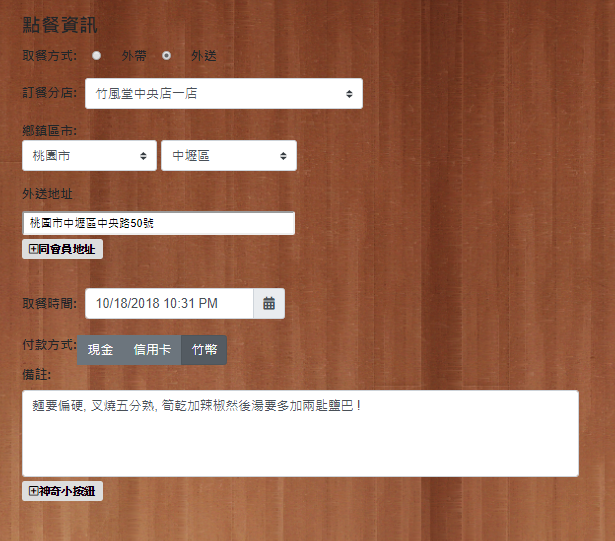 點餐資訊
取餐方式: 外帶 外送
訂餐分店: 竹風堂中央店一店
鄉鎮區市:
桃園市 中壢區
外送地址
桃園市中壢區中央路50號
同會員地址
取餐時間: 10/18/2018 10:31 PM
付款方式: 現金 信用卡 竹幣
備註:
麵要偏硬, 叉燒五分熟, 筍乾加辣椒然後湯要多加兩匙鹽巴 !
神奇小按鈕